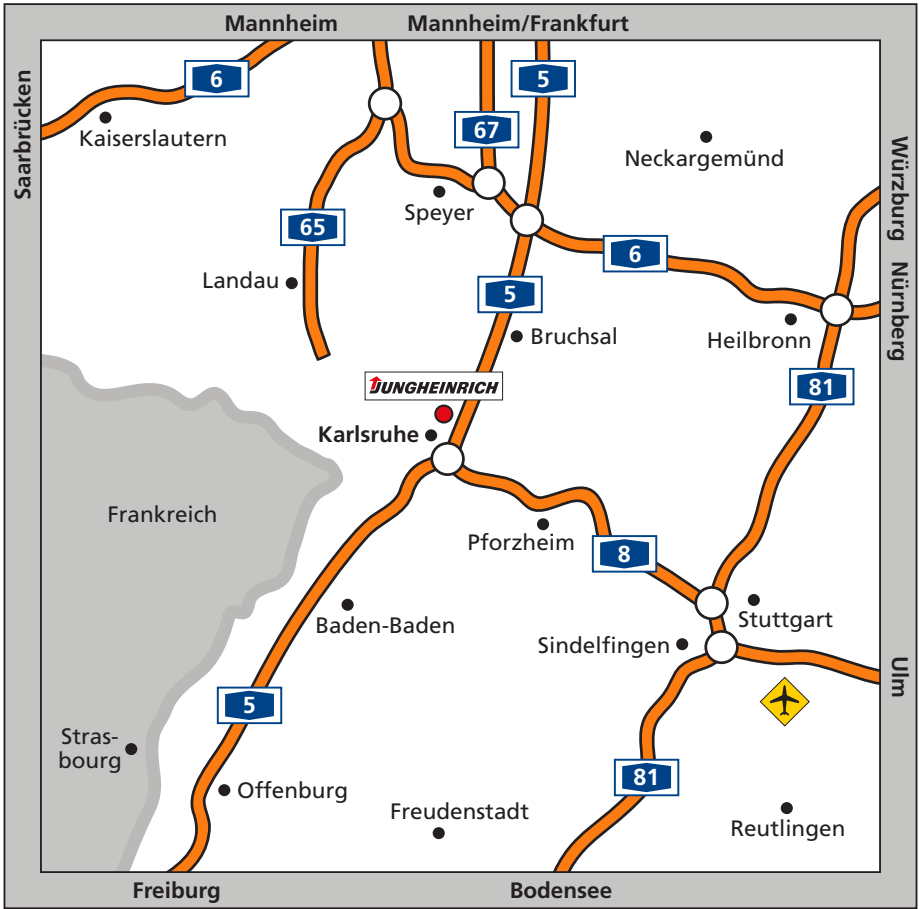 Mannheim
Mannheim/Frankfurt
Saarbrücken
6
5
Kaiserslautern
67
Neckargemünd
Würzburg
Speyer
65
6
Landau
5
Nürnberg
Bruchsal
Heilbronn
JUNGHEINRICH
81
Karlsruhe
Frankreich
Pforzheim
8
Baden-Baden
Stuttgart
Sindelfingen
Ulm
5
Stras-
bourg
81
Offenburg
Freudenstadt
Reutlingen
Freiburg
Bodensee